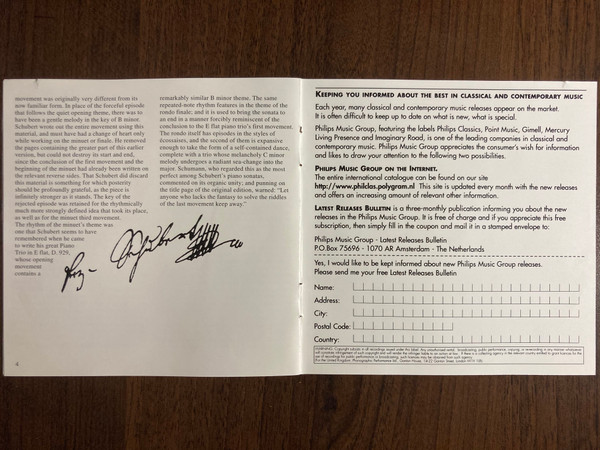 movement was originally very different from its
now familiar form. In place of the forceful episode
that follows the quiet opening theme, there was to
have been a gentle melody in the key of B minor.
Schubert wrote out the entire movement using this
material, and must have had a change of heart only
while working on the minuet or finale. He removed
the pages containing the greater part of this earlier
version, but could not destroy its start and end,
since the conclusion of the first movement and the
beginning of the minuet had already been written on
the relevant reverse sides. That Schubert did discard
this material is something for which posterity
should be profoundly grateful, as the piece is
infinitely stronger as it stands. The key of the
rejected episode was retained for the rhythmically
much more strongly defined idea that took its place,
as well as for the minuet third movement.
The rhythm of the minuet's theme was
one that Schubert seems to have
remembered when he came
to write his great Piano
Trio in E flat, D. 929,
whose opening
movement
contains a
remarkably similar B minor theme. The same
repeated-note rhythm features in the theme of the
rondo finale; and it is used to bring the sonata to
an end in a manner forcibly reminiscent of the
conclusion to the E flat piano trio's first movement.
The rondo itself has episodes in the styles of
écossaises, and the second of them is expansive
enough to take the form of a self-contained dance,
complete with a trio whose melancholy C minor
melody undergoes a radiant sea-change into the
major. Schumann, who regarded this as the most
perfect among Schubert's piano sonatas,
commented on its organic unity; and punning on
the title page of the original edition, wrote: "Let
anyone who lacks the fantasy to solve the riddles
of the last movement keep away."
4
KEEPING YOU INFORMED ABOUT THE BEST IN CLASSICAL AND CONTEMPORARY MUSIC
Each year, many classical and contemporary music releases appear on the market.
It is often difficult to keep up to date on what is new, what is special.
Philips Music Group, featuring the labels Philips Classics, Point Music, Gimell, Mercury
Living Presence and Imaginary Road, is one of the leading companies in classical and
contemporary music. Philips Music Group appreciates the consumer's wish for information
and likes to draw your attention to the following two possibilities.
PHILIPS MUSIC GROUP ON THE INTERNET.
The entire international catalogue can be found on our site
http://www.philclas.polygram.nl This site is updated every month with the new releases
and offers an increasing amount of relevant other information.
LATEST RELEASES BULLETIN is a three-monthly publication informing you about the new
releases in the Philips Music Group. It is free of charge and if you appreciate this free
subscription, then simply fill in the coupon and mail it in a stamped envelope to:
Philips Music Group - Latest Releases Bulletin
P.O.Box 75696 - 1070 AR Amsterdam - The Netherlands
Yes, I would like to be kept informed about new Philips Music Group releases.
Please send me your free Latest Releases Bulletin
Name:
Address:
City:
Postal Code:
Country: